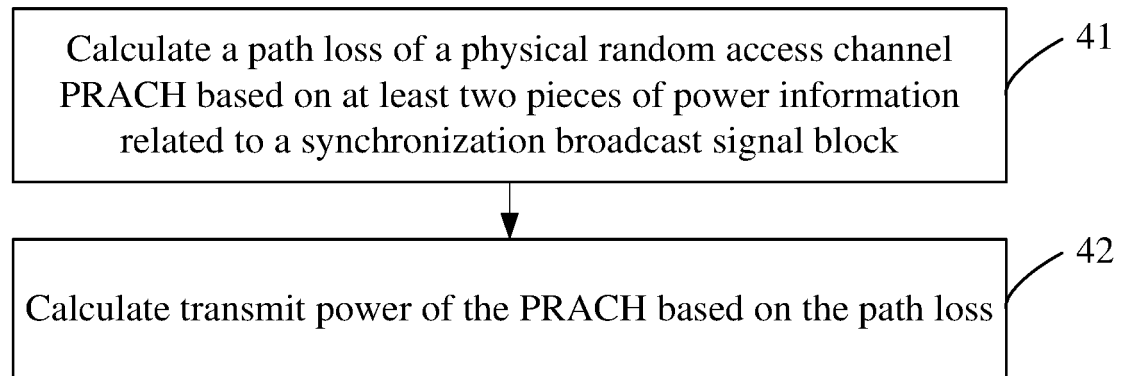 Calculate a path loss of a physical random access channel
PRACH based on at least two pieces of power information
related to a synchronization broadcast signal block
41
Calculate transmit power of the PRACH based on the path loss
42